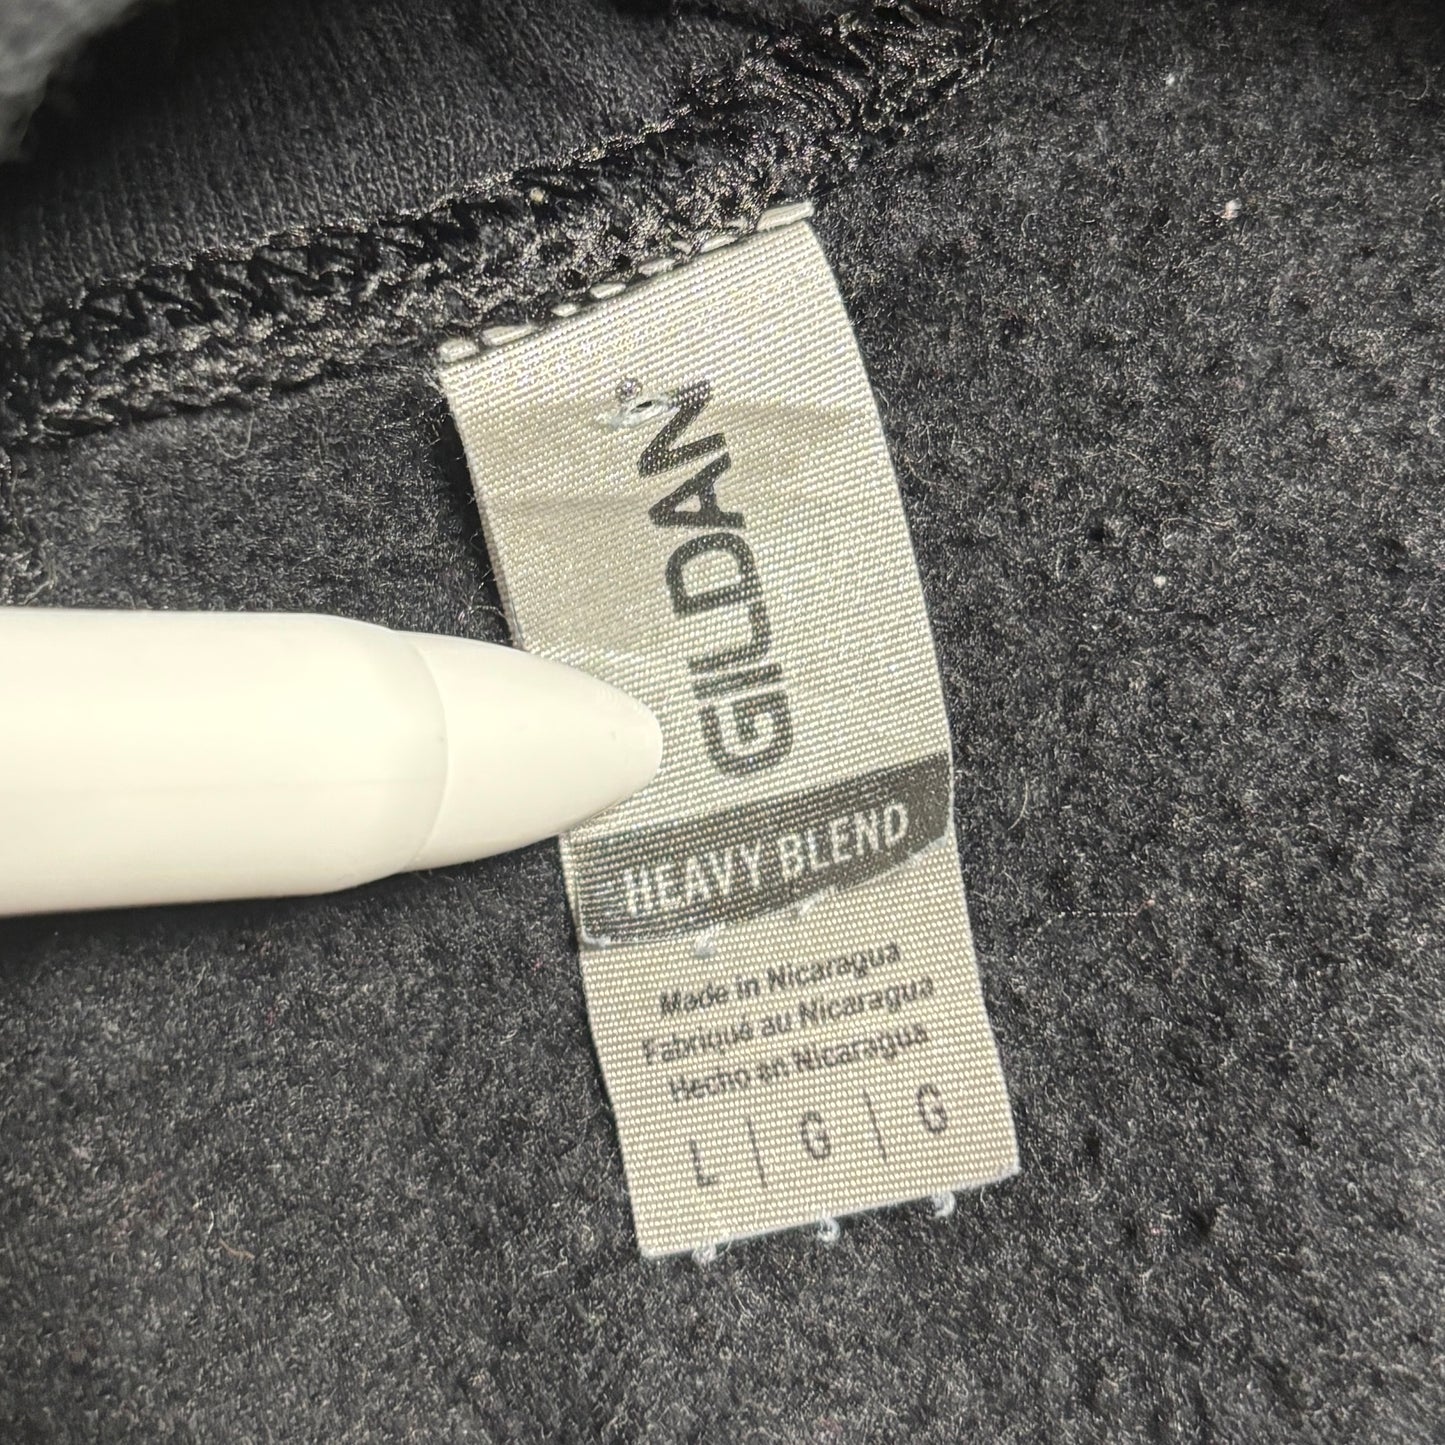 GILDAN®
HEAVY BLEND
Made in Nicaragua
Fabriqué au Nicaragua
Hecho en Nicaragua
L | G | G